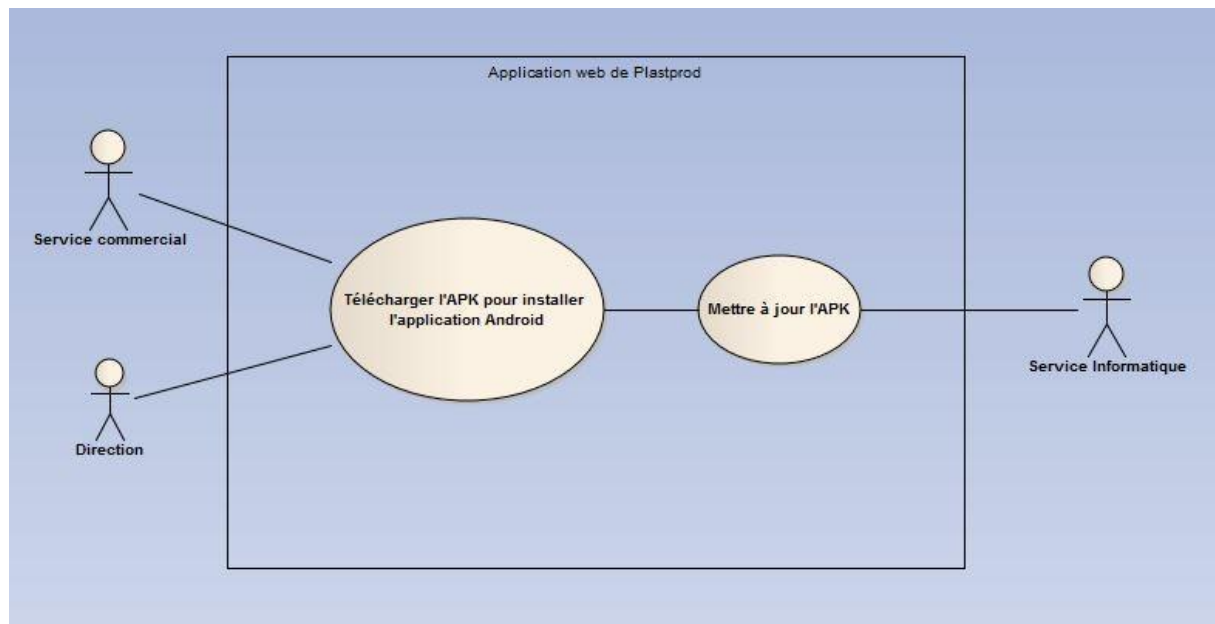 Application web de Plastprod
Service commercial
Télécharger l'APK pour installer
l'application Android
Mettre à jour l'APK
Service Informatique
Direction